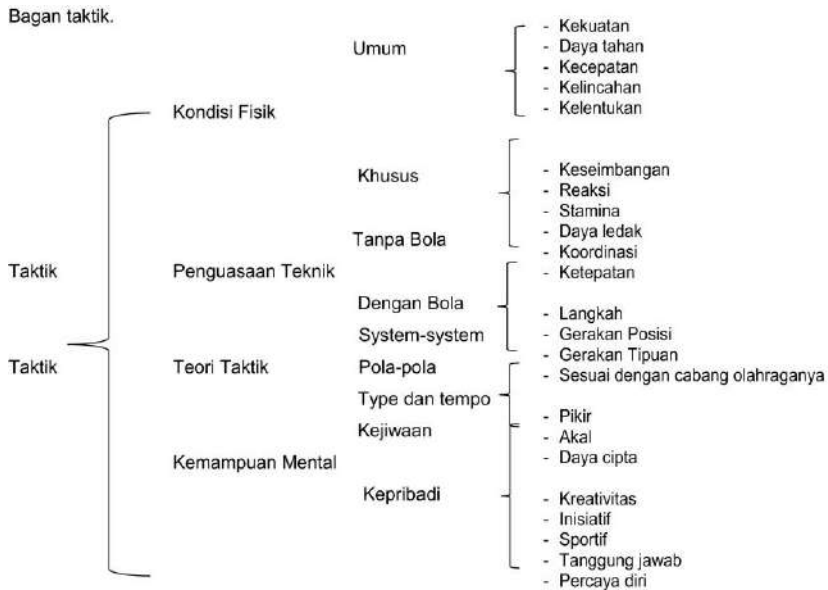 Bagan taktik.
Umum
- Kekuatan
- Daya tahan
- Kecepatan
- Kelincahan
- Kelentukan
Kondisi Fisik
Khusus
- Keseimbangan
- Reaksi
- Stamina
- Daya ledak
- Koordinasi
- Ketepatan
Tanpa Bola
Taktik
Penguasaan Teknik
Dengan Bola
- Langkah
- Gerakan Posisi
- Gerakan Tipuan
- Sesuai dengan cabang olahraganya
System-system
Taktik
Teori Taktik
Pola-pola
Type dan tempo
Kejiwaan
- Pikir
- Akal
- Daya cipta
Kemampuan Mental
Kepribadi
- Kreativitas
- Inisiatif
- Sportif
- Tanggung jawab
- Percaya diri